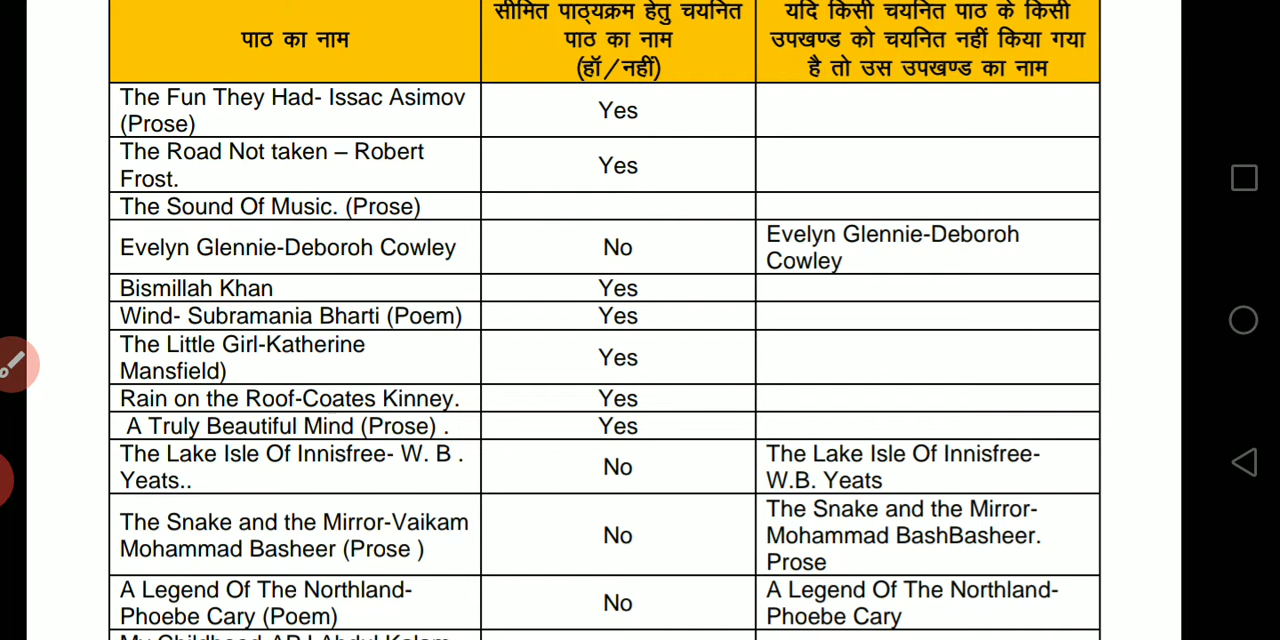 पाठ का नाम
सीमित पाठ्यक्रम हेतु चयनित
पाठ का नाम
(हॉ/नहीं)
यदि किसी चयनित पाठ के किसी
उपखण्ड को चयनित नहीं किया गया
है तो उस उपखण्ड का नाम
The Fun They Had- Issac Asimov
(Prose)
Yes
The Road Not taken – Robert
Frost.
Yes
The Sound Of Music. (Prose)
Evelyn Glennie-Deboroh Cowley
No
Evelyn Glennie-Deboroh
Cowley
Bismillah Khan
Yes
Wind- Subramania Bharti (Poem)
Yes
The Little Girl-Katherine
Mansfield)
Yes
Rain on the Roof-Coates Kinney.
Yes
A Truly Beautiful Mind (Prose) .
Yes
The Lake Isle Of Innisfree- W. B .
Yeats..
No
The Lake Isle Of Innisfree-
W.B. Yeats
The Snake and the Mirror-Vaikam
Mohammad Basheer (Prose )
No
The Snake and the Mirror-
Mohammad BashBasheer.
Prose
A Legend Of The Northland-
Phoebe Cary (Poem)
No
A Legend Of The Northland-
Phoebe Cary
My Childhood-APJ Abdul Kalam